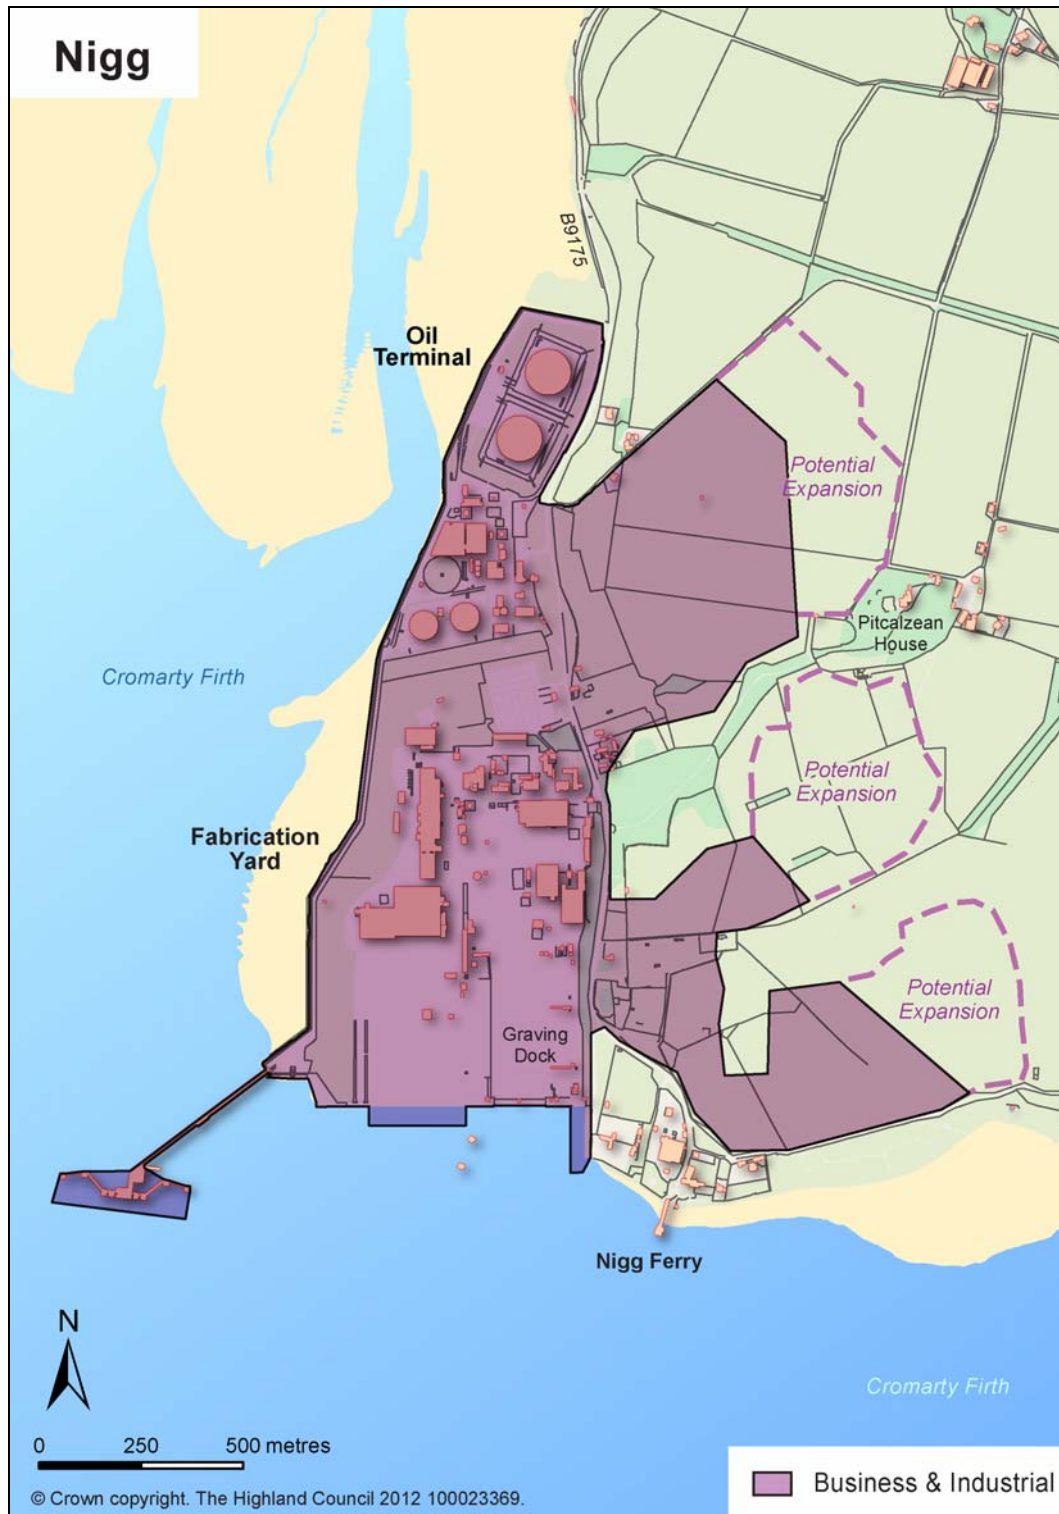 Nigg
B9175
Oil
Terminal
Potential
Expansion
Pitcalzean
House
Cromarty Firth
Potential
Expansion
Fabrication
Yard
Potential
Expansion
Graving
Dock
Nigg Ferry
N
Cromarty Firth
0 250 500 metres
Business & Industrial
© Crown copyright. The Highland Council 2012 100023369.